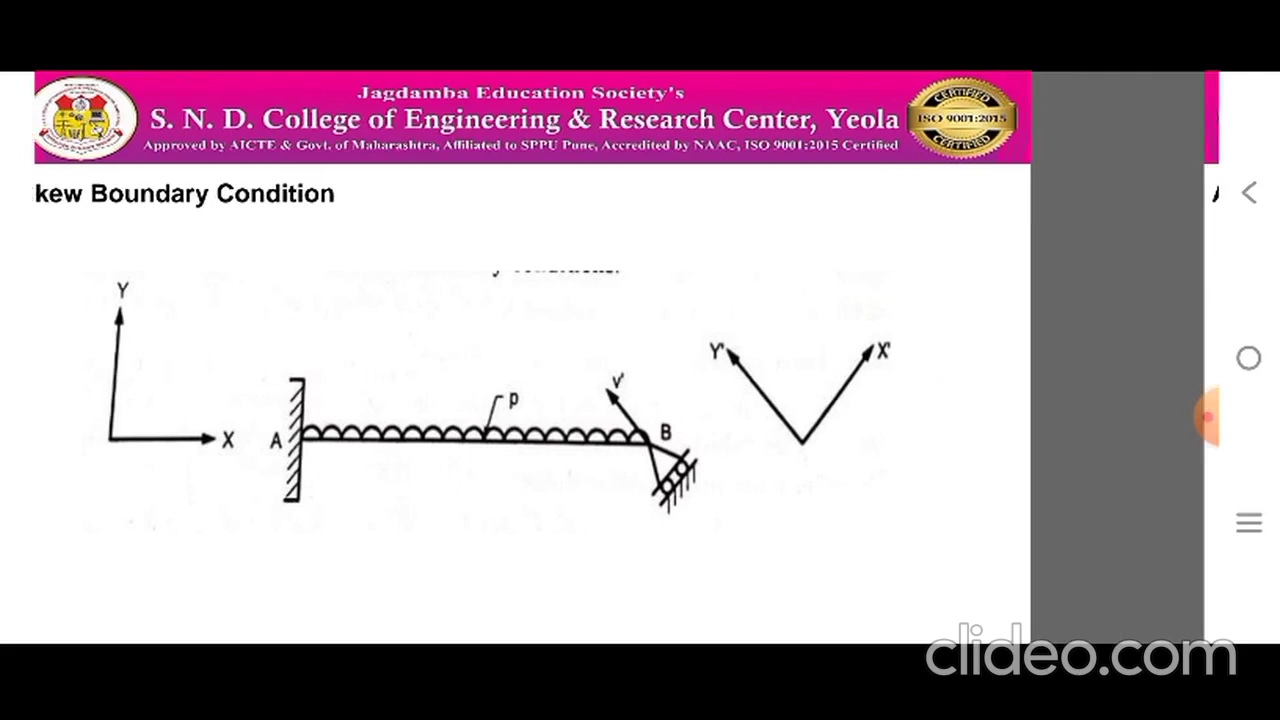 Jagdamba Education Society's
S. N. D. College of Engineering & Research Center, Yeola
Approved by AICTE & Govt. of Maharashtra, Affiliated to SPPU Pune, Accredited by NAAC, ISO 9001:2015 Certified
CERTIFIED
ISO 9001:2015
CERTIFIED
kew Boundary Condition
Y
X
A
p
v'
B
Y'
X'
clideo.com